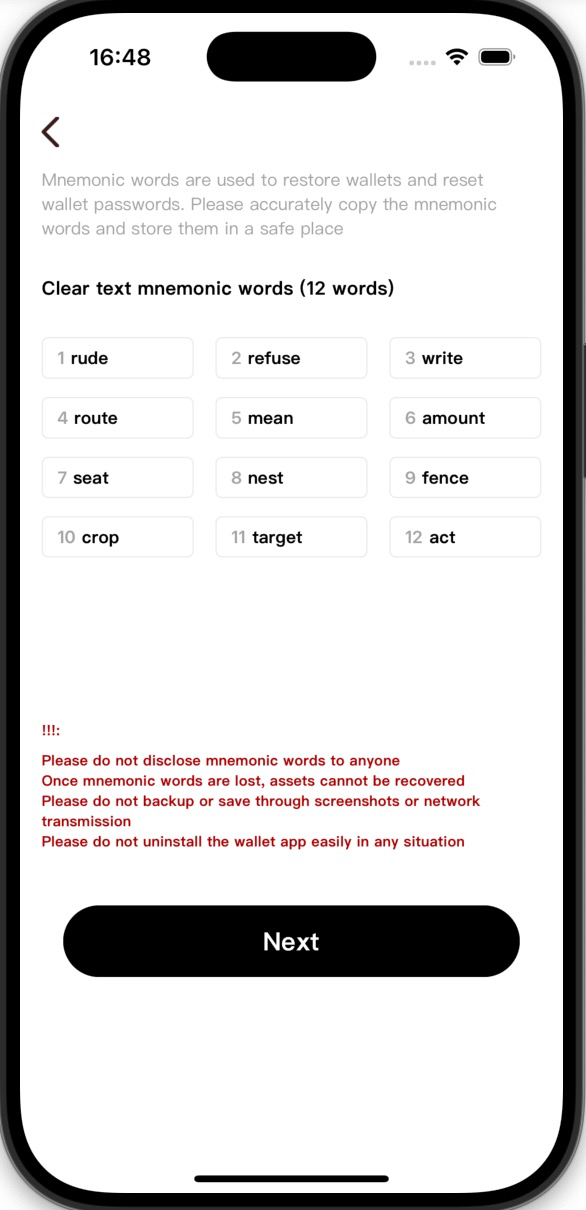 16:48
Mnemonic words are used to restore wallets and reset
wallet passwords. Please accurately copy the mnemonic
words and store them in a safe place
Clear text mnemonic words (12 words)
1 rude 2 refuse 3 write
4 route 5 mean 6 amount
7 seat 8 nest 9 fence
10 crop 11 target 12 act
!!!:
Please do not disclose mnemonic words to anyone
Once mnemonic words are lost, assets cannot be recovered
Please do not backup or save through screenshots or network
transmission
Please do not uninstall the wallet app easily in any situation
Next